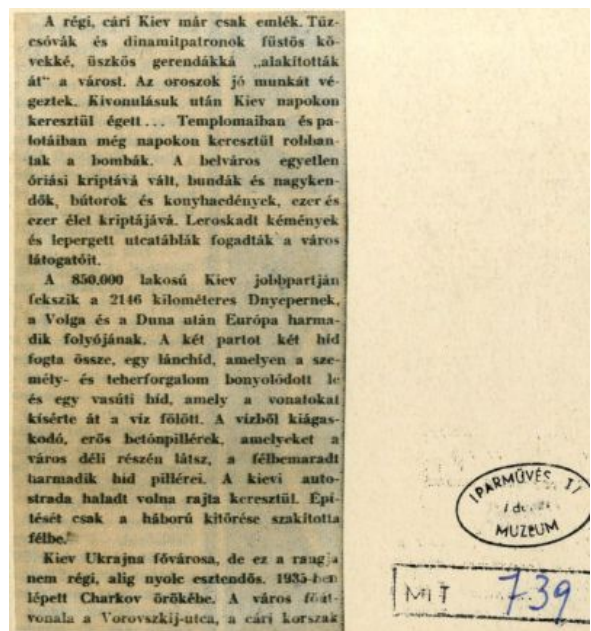 A régi, cári Kiev már csak emlék. Tűz-
csóvák és dinamitpatronok füstös kö-
vekké, üszkös gerendákká „alakították
át“ a várost. Az oroszok jó munkát vé-
geztek. Kivonulásuk után Kiev napokon
keresztül égett... Templomaiban és pa-
lotáiban még napokon keresztül robban-
tak a bombák. A belváros egyetlen
óriási kriptává vált, bundák és nagyken-
dők, bútorok és konyhaedények, ezer és
ezer élet kriptájává. Leroskadt kémények
és lepergett utcatáblák fogadták a város
látogatóit.
A 850.000 lakosú Kiev jobbpartján
fekszik a 2146 kilométeres Dnyepernek,
a Volga és a Duna után Európa harma-
dik folyójának. A két partot két híd
fogta össze, egy lánchíd, amelyen a sze-
mély- és teherforgalom bonyolódott le
és egy vasúti híd, amely a vonatokat
kísérte át a víz fölött. A vízből kiágas-
kodó, erős betónpillérek, amelyeket a
város déli részén látsz, a félbemaradt
harmadik híd pillérei. A kievi auto-
strada haladt volna rajta keresztül. Épí-
tését csak a háború kitörése szakította
félbe.
Kiev Ukrajna fővárosa, de ez a rangja
nem régi, alig nyolc esztendős. 1935-ben
lépett Charkov örökébe. A város főút-
vonala a Vorovszkij-utca, a cári korszak
IPARMŰVÉS
MUZEUM
MLT 739